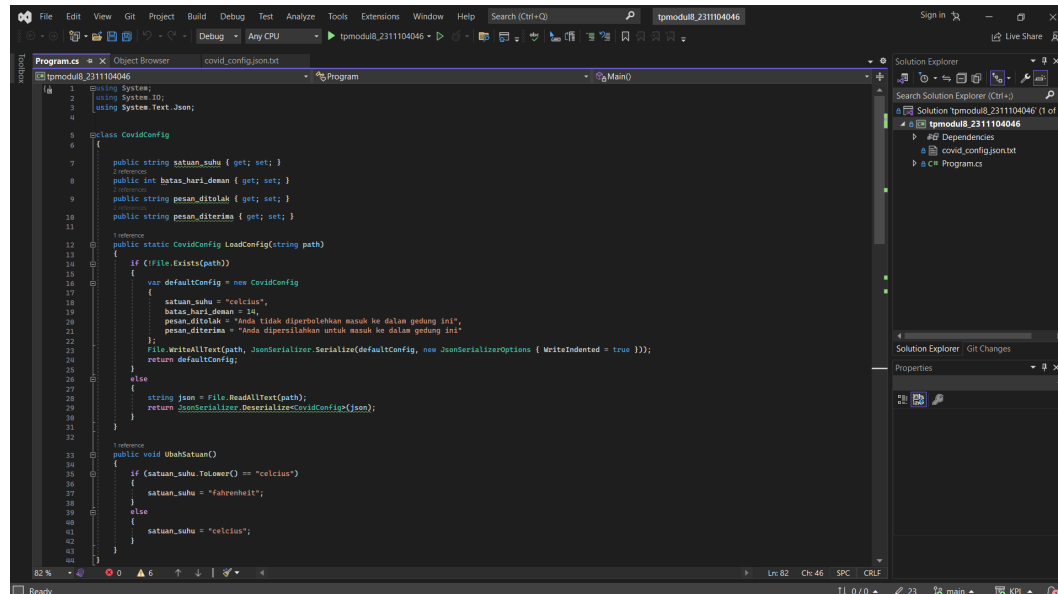 File Edit View Git Project Build Debug Test Analyze Tools Extensions Window Help Search (Ctrl+Q) tpmodul8_2311104046 Sign in
Debug Any CPU tpmodul8_2311104046 Live Share
Toolbox
Program.cs Object Browser covid_config.json.txt
tpmodul8_2311104046 Program Main()
1 using System;
2 using System.IO;
3 using System.Text.Json;
4
5 class CovidConfig
6 {
7 public string satuan_suhu { get; set; }
2 references
8 public int batas_hari_deman { get; set; }
2 references
9 public string pesan_ditolak { get; set; }
2 references
10 public string pesan_diterima { get; set; }
11
1 reference
12 public static CovidConfig LoadConfig(string path)
13 {
14 if (!File.Exists(path))
15 {
16 var defaultConfig = new CovidConfig
17 {
18 satuan_suhu = "celcius",
19 batas_hari_deman = 14,
20 pesan_ditolak = "Anda tidak diperbolehkan masuk ke dalam gedung ini",
21 pesan_diterima = "Anda dipersilahkan untuk masuk ke dalam gedung ini"
22 };
23 File.WriteAllText(path, JsonSerializer.Serialize(defaultConfig, new JsonSerializerOptions { WriteIndented = true }));
24 return defaultConfig;
25 }
26 else
27 {
28 string json = File.ReadAllText(path);
29 return JsonSerializer.Deserialize<CovidConfig>(json);
30 }
31 }
32
1 reference
33 public void UbahSatuan()
34 {
35 if (satuan_suhu.ToLower() == "celcius")
36 {
37 satuan_suhu = "fahrenheit";
38 }
39 else
40 {
41 satuan_suhu = "celcius";
42 }
43 }
44 }
82 % 0 6 Ln: 82 Ch: 46 SPC CRLF
Solution Explorer
Search Solution Explorer (Ctrl+;)
Solution 'tpmodul8_2311104046' (1 of
tpmodul8_2311104046
Dependencies
covid_config.json.txt
C# Program.cs
Solution Explorer Git Changes
Properties
Ready 0 / 0 23 main KPL